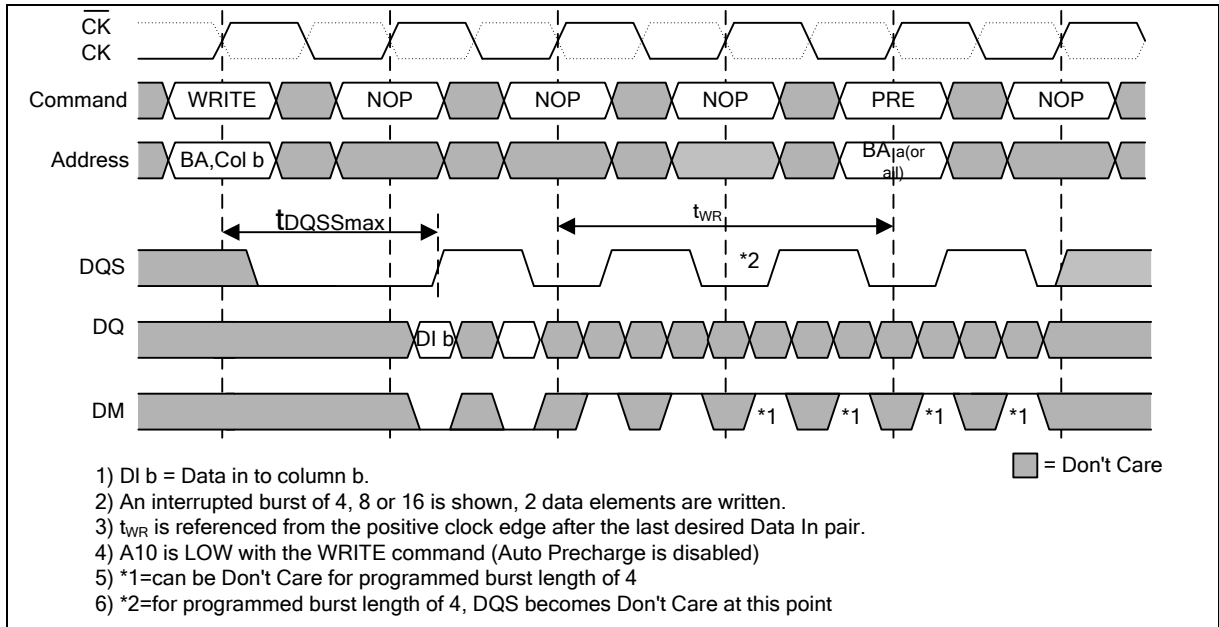 CK
CK
Command WRITE NOP NOP NOP PRE NOP
Address BA,Col b BA a(or all)
tDQSSmax tWR
DQS *2
DQ DI b
DM *1 *1 *1 *1
= Don't Care
1) DI b = Data in to column b.
2) An interrupted burst of 4, 8 or 16 is shown, 2 data elements are written.
3) tWR is referenced from the positive clock edge after the last desired Data In pair.
4) A10 is LOW with the WRITE command (Auto Precharge is disabled)
5) *1=can be Don't Care for programmed burst length of 4
6) *2=for programmed burst length of 4, DQS becomes Don't Care at this point